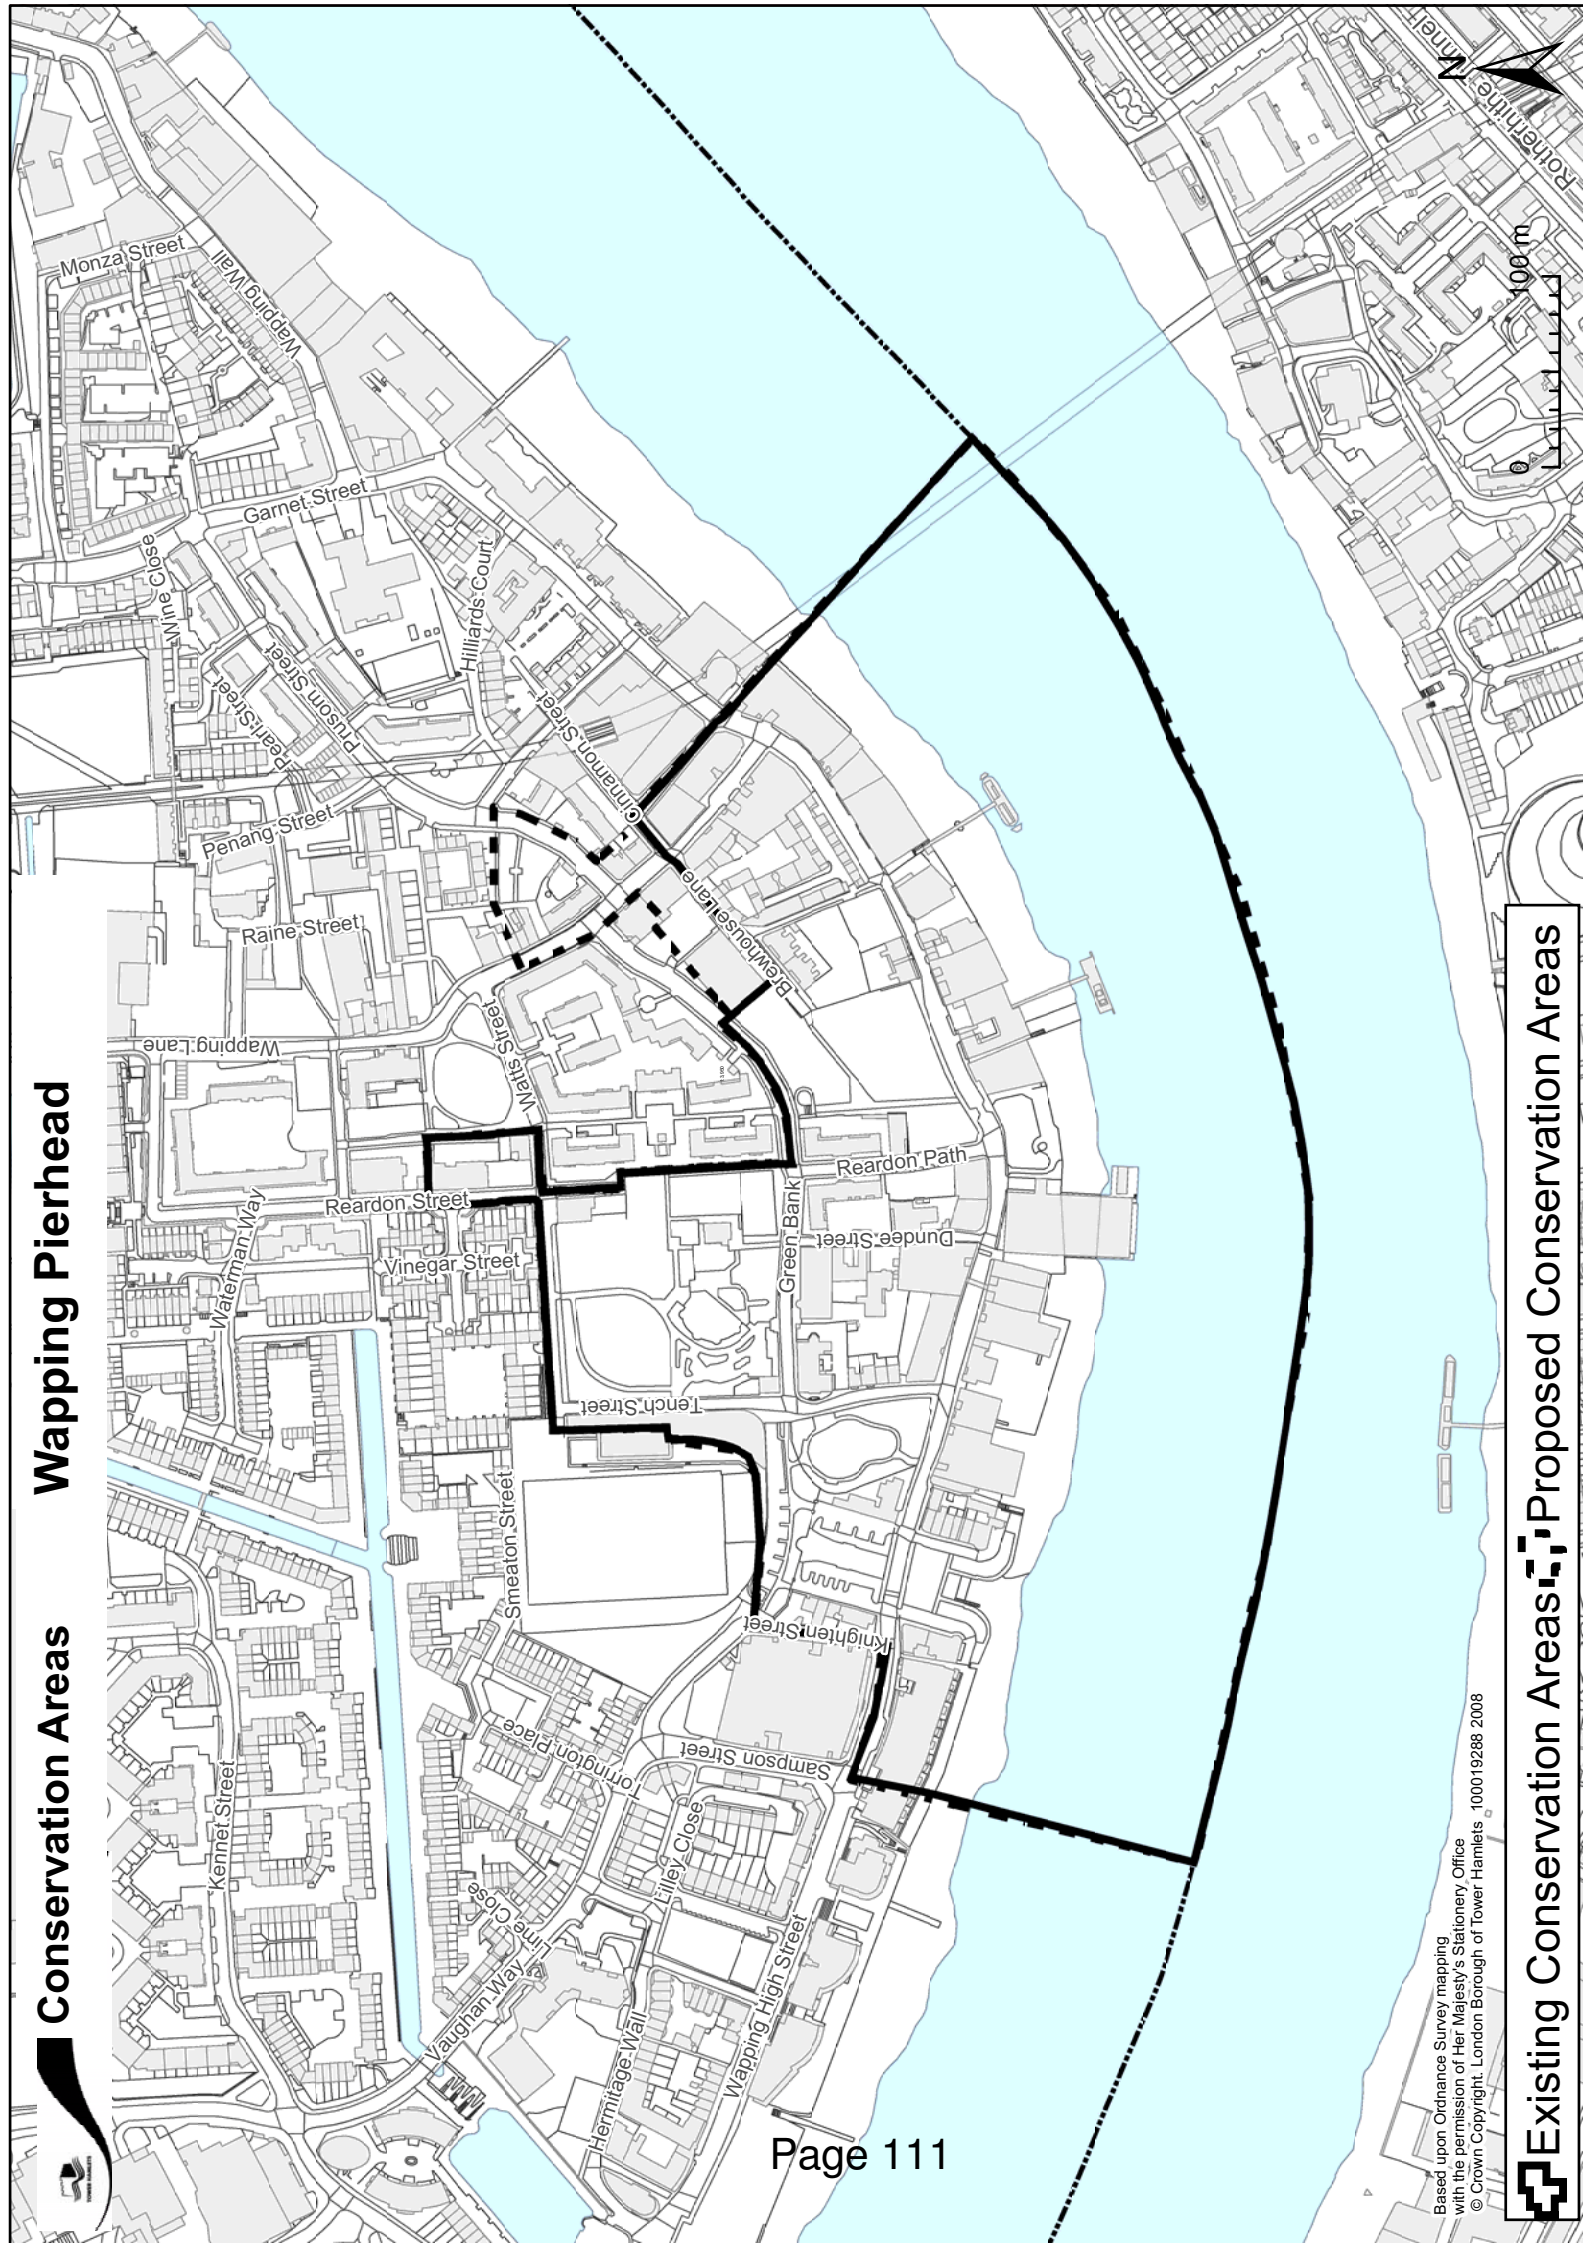 Conservation Areas
Wapping Pierhead
TOWER HAMLETS
Monza Street
Wapping Wall
Garnet Street
Wine Close
Hilliards Court
Prusom Street
Pearl Street
Penang Street
Cinnamon Street
Raine Street
Brewhouse Lane
Wapping Lane
Watts Street
Reardon Street
Reardon Path
Green Bank
Dundee Street
Vinegar Street
Waterman Way
Tench Street
Smeaton Street
Knighten Street
Sampson Street
Torrington Place
Kennet Street
Lilley Close
Lime Close
Vaughan Way
Wapping High Street
Hermitage Wall
Rotherhithe Tunnel
N
0 100 m
Page 111
Based upon Ordnance Survey mapping
with the permission of Her Majesty's Stationery Office
© Crown Copyright. London Borough of Tower Hamlets 100019288 2008
Existing Conservation Areas Proposed Conservation Areas